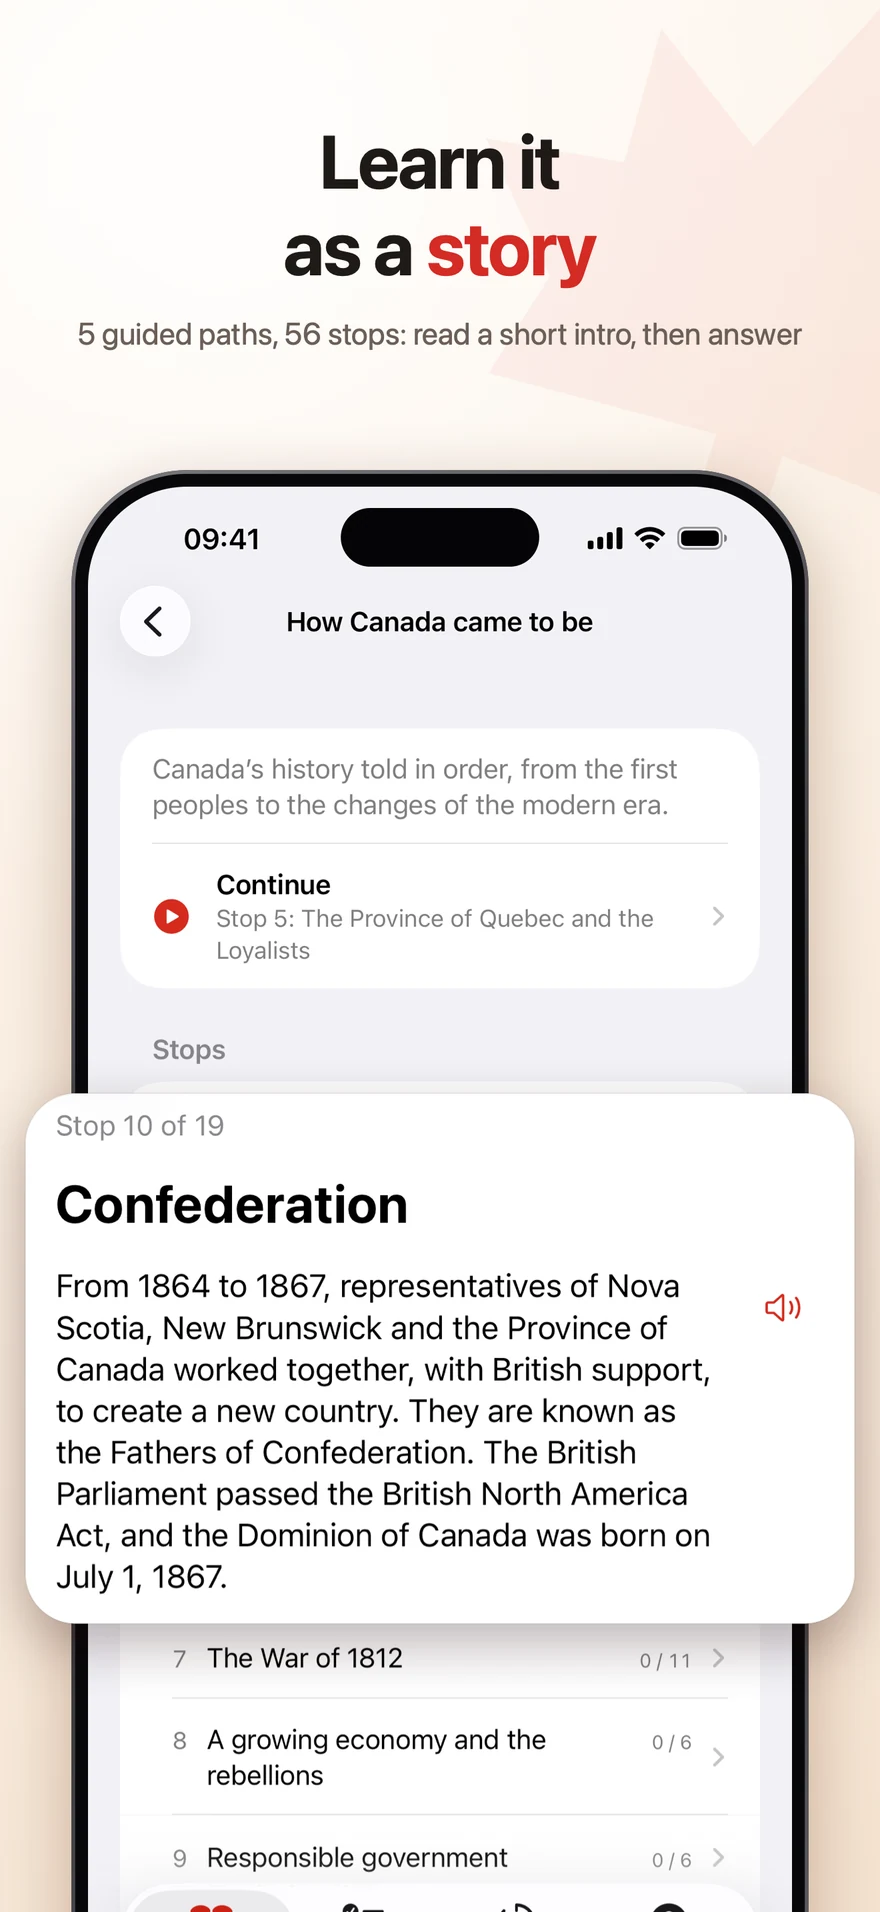 Learn it
as a story
5 guided paths, 56 stops: read a short intro, then answer
09:41
How Canada came to be
Canada’s history told in order, from the first
peoples to the changes of the modern era.
Continue
Stop 5: The Province of Quebec and the
Loyalists
Stops
Stop 10 of 19
Confederation
From 1864 to 1867, representatives of Nova
Scotia, New Brunswick and the Province of
Canada worked together, with British support,
to create a new country. They are known as
the Fathers of Confederation. The British
Parliament passed the British North America
Act, and the Dominion of Canada was born on
July 1, 1867.
7 The War of 1812 0 / 11
8 A growing economy and the 0 / 6
rebellions
9 Responsible government 0 / 6